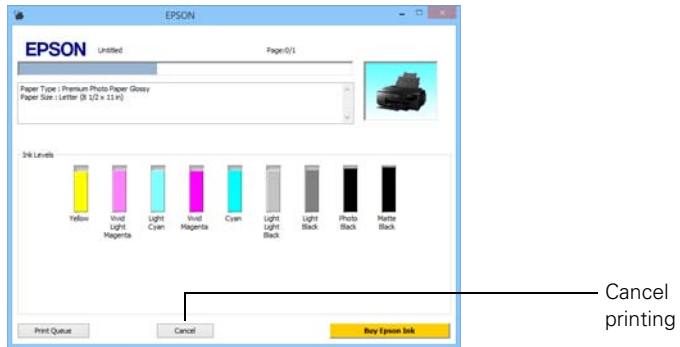 EPSON
EPSON
Untitled
Page:0/1
Paper Type : Premium Photo Paper Glossy
Paper Size : Letter (8 1/2 x 11 in)
Ink Levels
Yellow
Vivid
Light
Magenta
Light
Cyan
Vivid
Magenta
Cyan
Light
Light
Black
Light
Black
Photo
Black
Matte
Black
Print Queue
Cancel
Buy Epson Ink
Cancel
printing